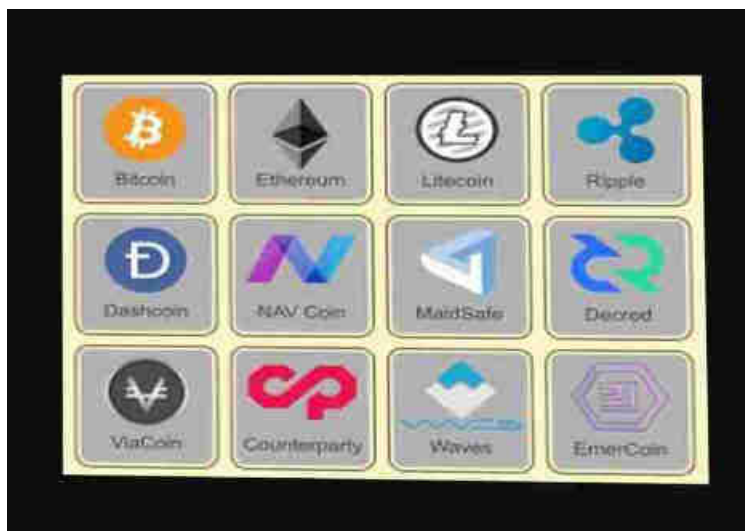 Bitcoin
Ethereum
Litecoin
Ripple
Dashcoin
NAV Coin
MaidSafe
Decred
ViaCoin
Counterparty
Waves
EmerCoin